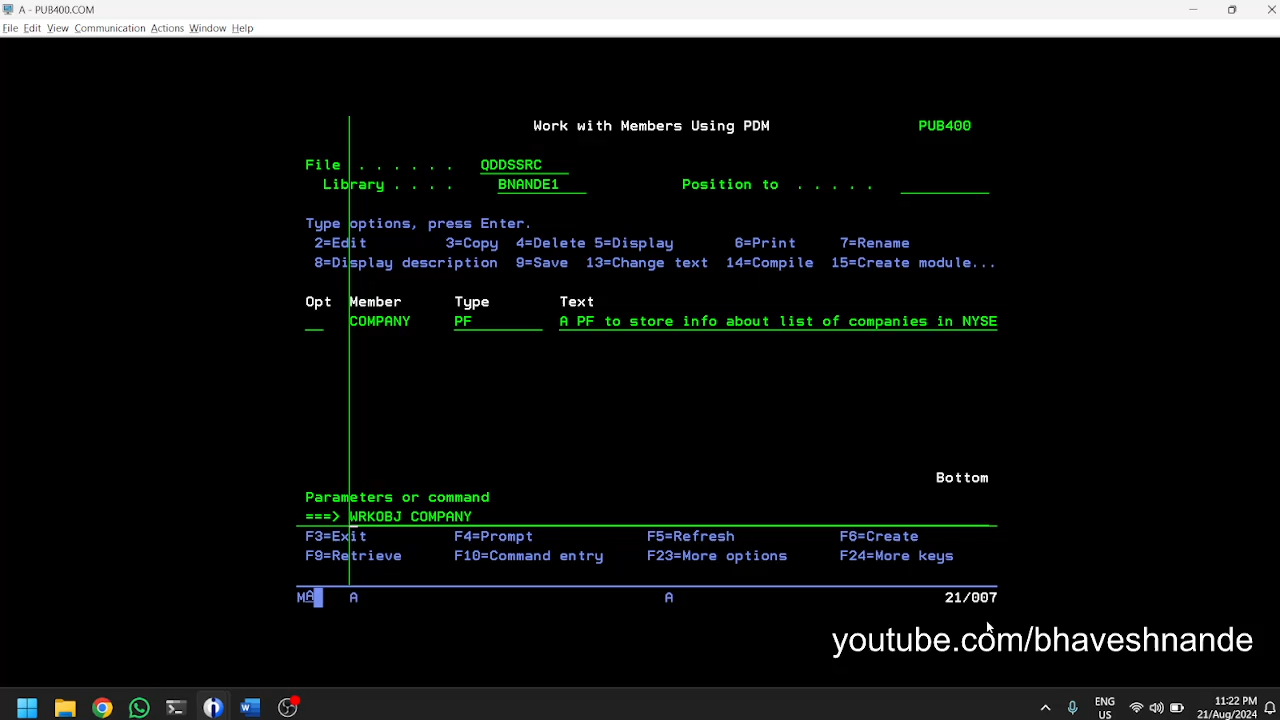 A - PUB400.COM
File Edit View Communication Actions Window Help
Work with Members Using PDM PUB400
File . . . . . . QDDSSRC
Library . . . . BNANDE1 Position to . . . . .
Type options, press Enter.
2=Edit 3=Copy 4=Delete 5=Display 6=Print 7=Rename
8=Display description 9=Save 13=Change text 14=Compile 15=Create module...
Opt Member Type Text
COMPANY PF A PF to store info about list of companies in NYSE
Bottom
Parameters or command
===> WRKOBJ COMPANY
F3=Exit F4=Prompt F5=Refresh F6=Create
F9=Retrieve F10=Command entry F23=More options F24=More keys
MA A A 21/007
youtube.com/bhaveshnande
ENG
US
11:22 PM
21/Aug/2024